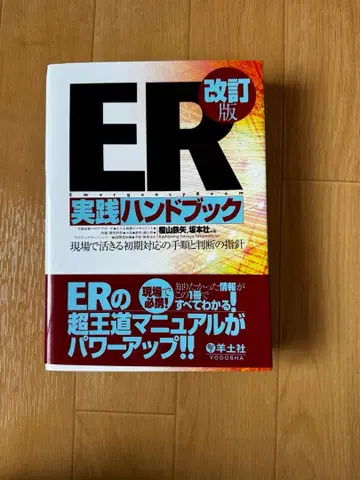 ER
改訂版
Emergency Room
実践ハンドブック
樫山鉄矢，坂本壮／編
現場で活きる初期対応の手順と判断の指針
ERの
現場で
必携！
知りたかった情報が
この1冊で
すべてわかる！
超王道マニュアルが
パワーアップ!!
羊土社
YODOSHA